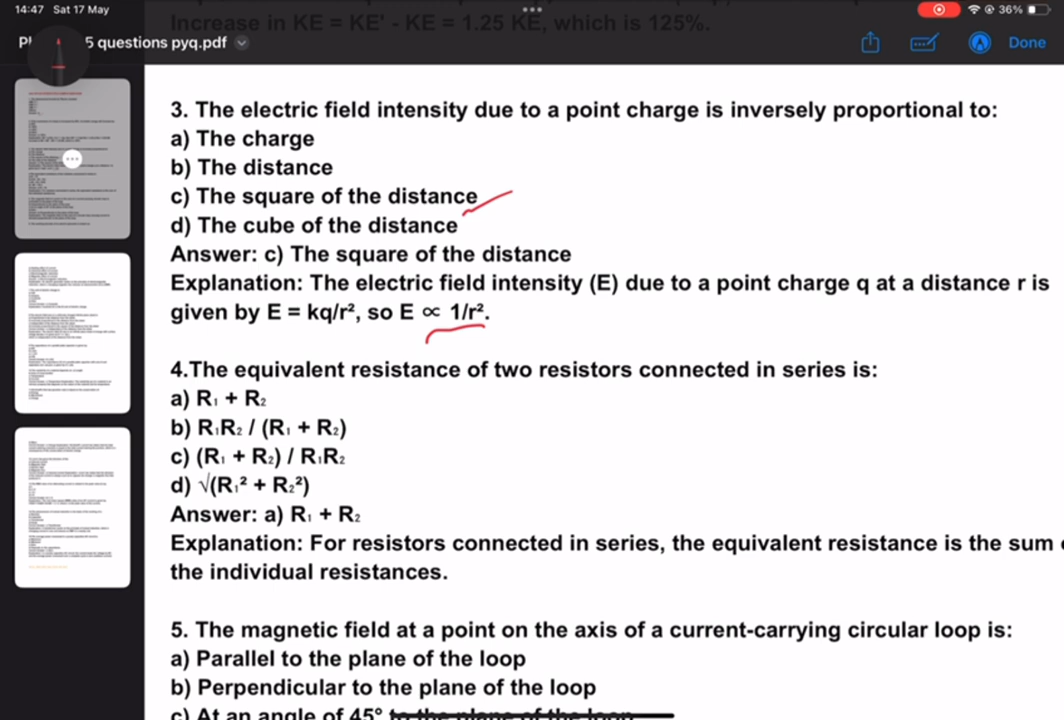 14:47 Sat 17 May
36%
Increase in KE = KE' - KE = 1.25 KE, which is 125%.
5 questions pyq.pdf
Done
3. The electric field intensity due to a point charge is inversely proportional to:
a) The charge
b) The distance
c) The square of the distance
d) The cube of the distance
Answer: c) The square of the distance
Explanation: The electric field intensity (E) due to a point charge q at a distance r is
given by E = kq/r², so E ∝ 1/r².
4.The equivalent resistance of two resistors connected in series is:
a) R₁ + R₂
b) R₁R₂ / (R₁ + R₂)
c) (R₁ + R₂) / R₁R₂
d) √(R₁² + R₂²)
Answer: a) R₁ + R₂
Explanation: For resistors connected in series, the equivalent resistance is the sum
the individual resistances.
5. The magnetic field at a point on the axis of a current-carrying circular loop is:
a) Parallel to the plane of the loop
b) Perpendicular to the plane of the loop
c) At an angle of 45° to the plane of the loop